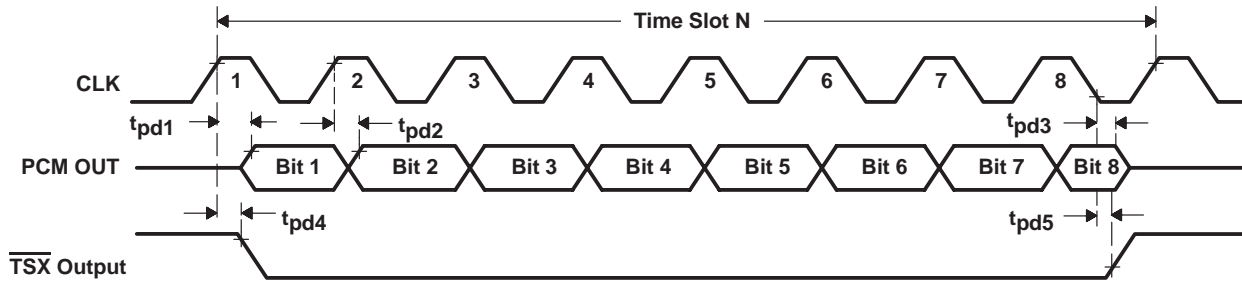 Time Slot N
CLK
1 2 3 4 5 6 7 8
tpd1
tpd2
tpd3
PCM OUT
Bit 1 Bit 2 Bit 3 Bit 4 Bit 5 Bit 6 Bit 7 Bit 8
tpd4
tpd5
TSX Output